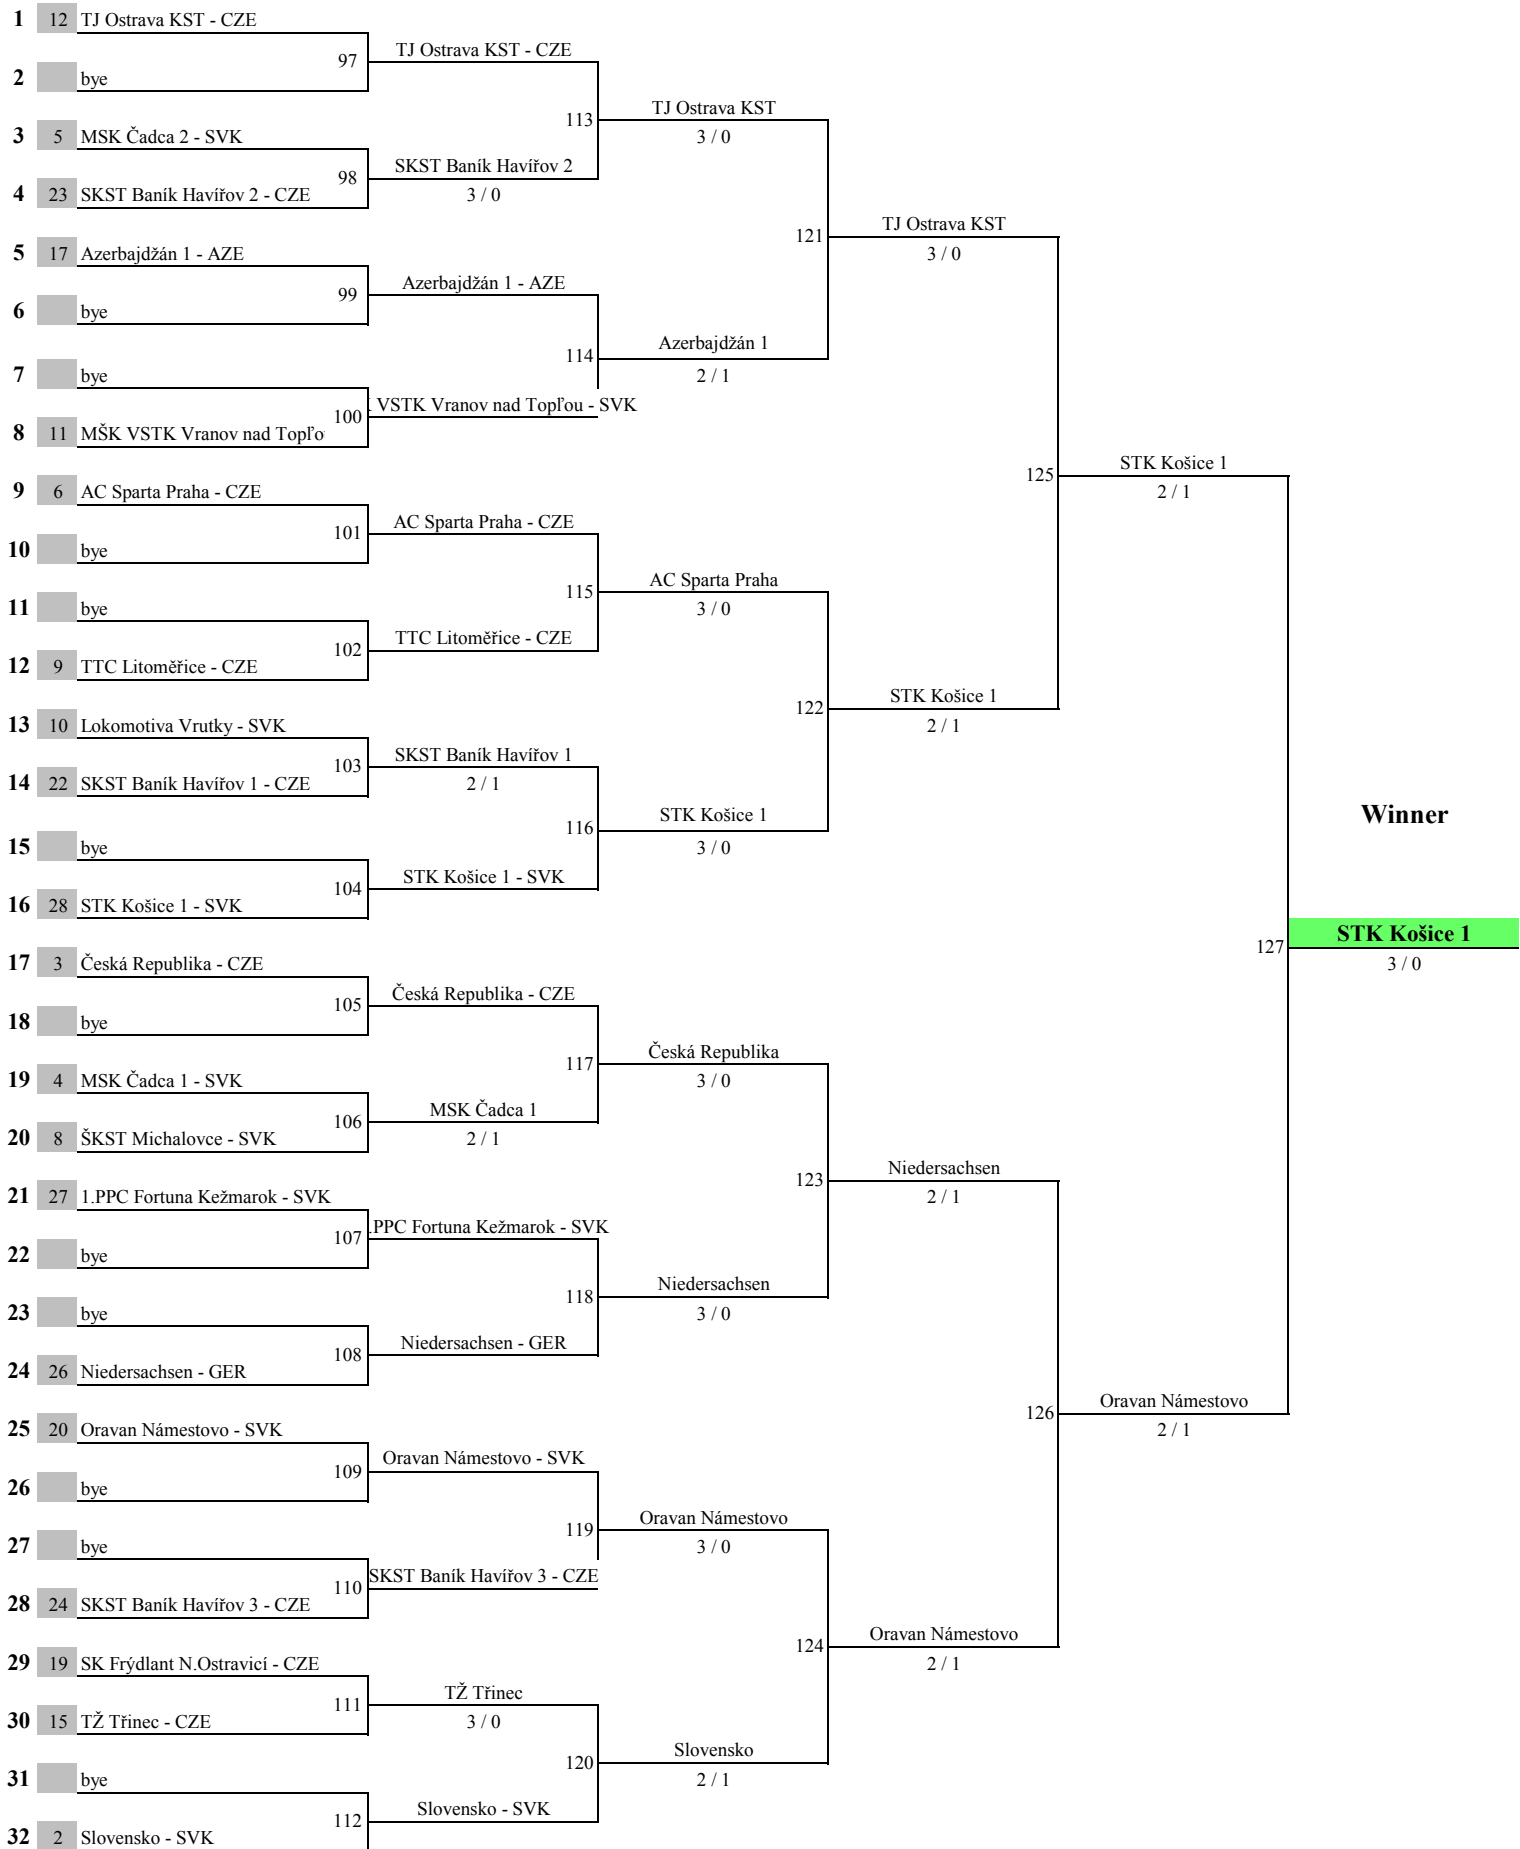 1 12 TJ Ostrava KST - CZE
TJ Ostrava KST - CZE
97
2 bye
TJ Ostrava KST
113
3 / 0
3 5 MSK Čadca 2 - SVK
SKST Baník Havířov 2
98
3 / 0
4 23 SKST Baník Havířov 2 - CZE
TJ Ostrava KST
121
3 / 0
5 17 Azerbajdžán 1 - AZE
Azerbajdžán 1 - AZE
99
6 bye
Azerbajdžán 1
114
2 / 1
7 bye
VSTK Vranov nad Topľou - SVK
100
8 11 MŠK VSTK Vranov nad Topľo
STK Košice 1
125
2 / 1
9 6 AC Sparta Praha - CZE
AC Sparta Praha - CZE
101
10 bye
AC Sparta Praha
115
3 / 0
11 bye
TTC Litoměřice - CZE
102
12 9 TTC Litoměřice - CZE
STK Košice 1
122
2 / 1
13 10 Lokomotiva Vrutky - SVK
SKST Baník Havířov 1
103
2 / 1
14 22 SKST Baník Havířov 1 - CZE
STK Košice 1
Winner
116
3 / 0
15 bye
STK Košice 1 - SVK
104
16 28 STK Košice 1 - SVK
STK Košice 1
127
3 / 0
17 3 Česká Republika - CZE
Česká Republika - CZE
105
18 bye
Česká Republika
117
3 / 0
19 4 MSK Čadca 1 - SVK
MSK Čadca 1
106
2 / 1
20 8 ŠKST Michalovce - SVK
Niedersachsen
123
2 / 1
21 27 1.PPC Fortuna Kežmarok - SVK
.PPC Fortuna Kežmarok - SVK
107
22 bye
Niedersachsen
118
3 / 0
23 bye
Niedersachsen - GER
108
24 26 Niedersachsen - GER
Oravan Námestovo
126
2 / 1
25 20 Oravan Námestovo - SVK
Oravan Námestovo - SVK
109
26 bye
Oravan Námestovo
119
3 / 0
27 bye
SKST Baník Havířov 3 - CZE
110
28 24 SKST Baník Havířov 3 - CZE
Oravan Námestovo
124
2 / 1
29 19 SK Frýdlant N.Ostravicí - CZE
TŽ Třinec
111
3 / 0
30 15 TŽ Třinec - CZE
Slovensko
120
2 / 1
31 bye
Slovensko - SVK
112
32 2 Slovensko - SVK